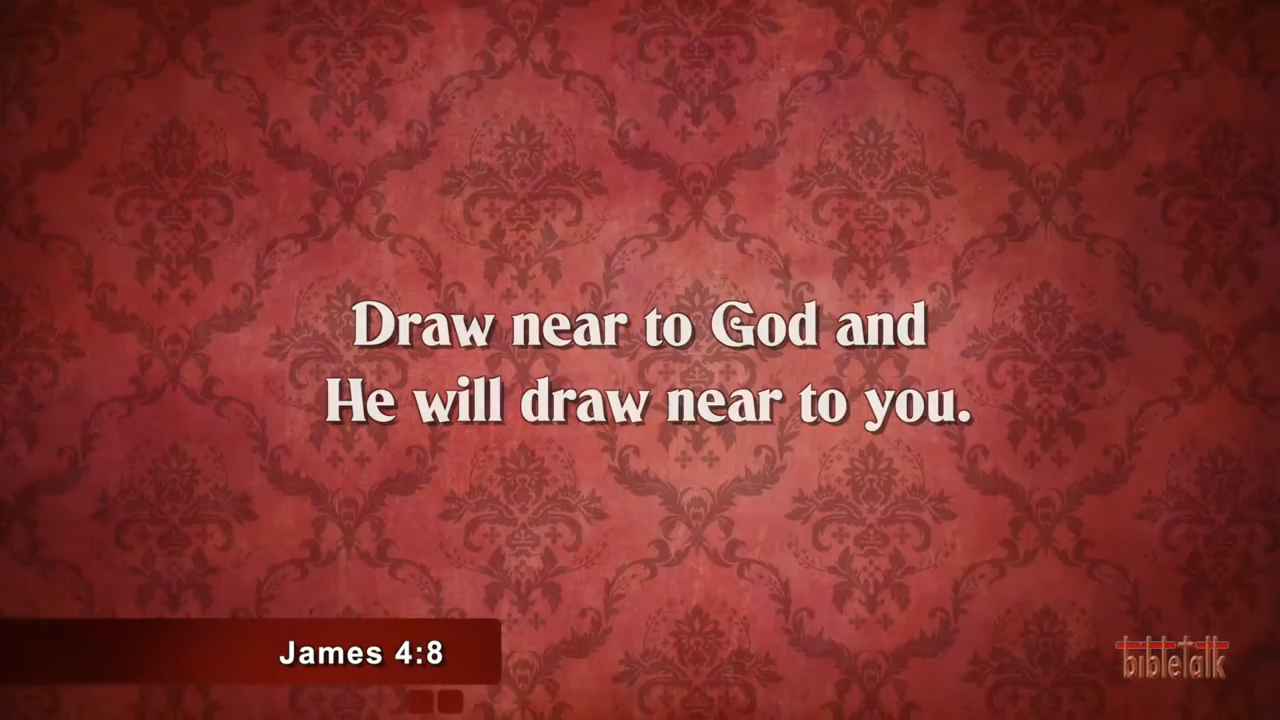 Draw near to God and
He will draw near to you.
James 4:8
bibletalk